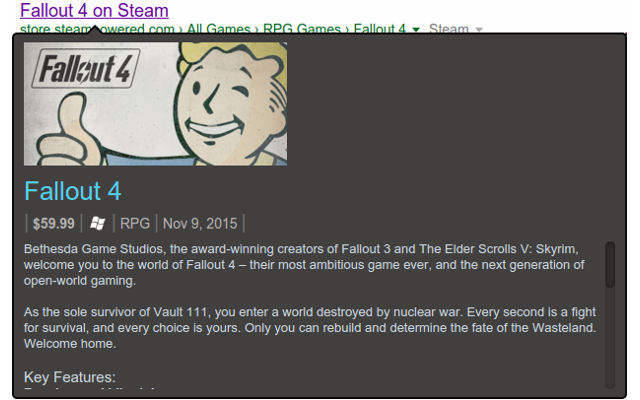 Fallout 4 on Steam
store.steampowered.com › All Games › RPG Games › Fallout 4 ▼ Steam ▼
Fallout 4
Fallout 4
| $59.99 | | RPG | Nov 9, 2015 |
Bethesda Game Studios, the award-winning creators of Fallout 3 and The Elder Scrolls V: Skyrim,
welcome you to the world of Fallout 4 – their most ambitious game ever, and the next generation of
open-world gaming.
As the sole survivor of Vault 111, you enter a world destroyed by nuclear war. Every second is a fight
for survival, and every choice is yours. Only you can rebuild and determine the fate of the Wasteland.
Welcome home.
Key Features: